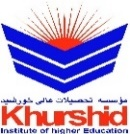 مؤسسه تحصیلات عالی خورشید
Khurshid
Institute of higher Education